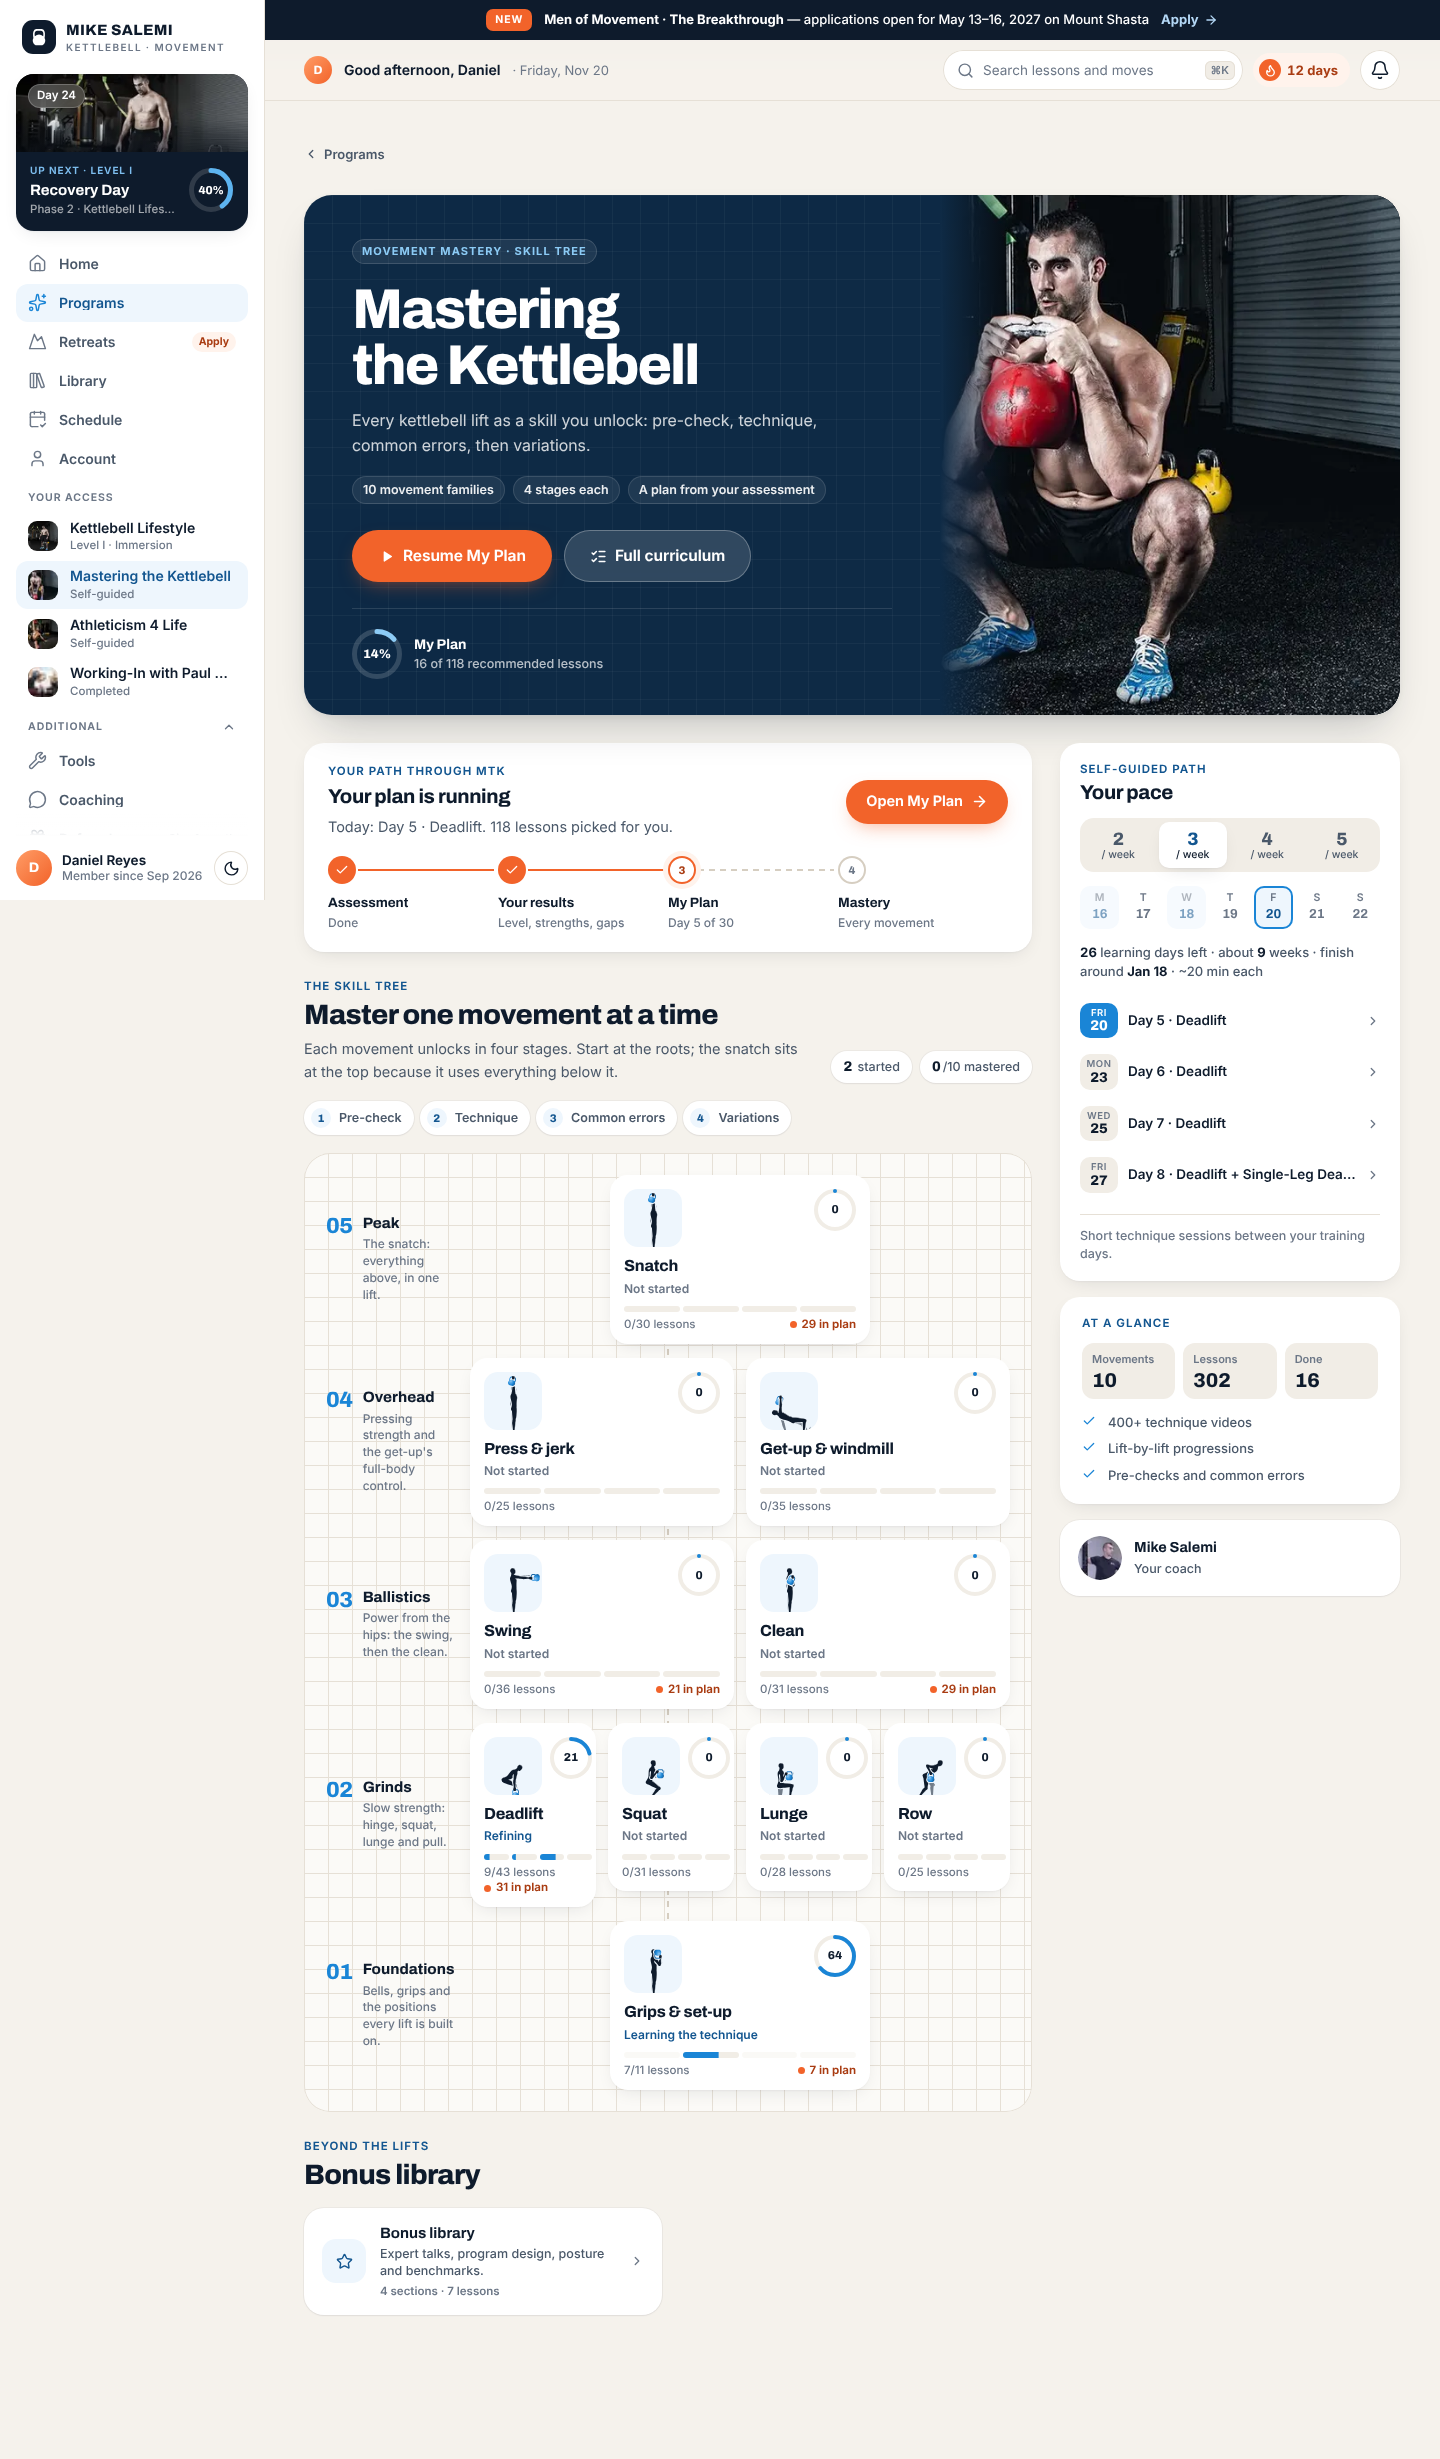 MIKE SALEMI
KETTLEBELL · MOVEMENT
Day 24
UP NEXT · LEVEL I
Recovery Day
Phase 2 · Kettlebell Lifes...
40%
Home
Programs
Retreats
Apply
Library
Schedule
Account
YOUR ACCESS
Kettlebell Lifestyle
Level I · Immersion
Mastering the Kettlebell
Self-guided
Athleticism 4 Life
Self-guided
Working-In with Paul ...
Completed
ADDITIONAL
Tools
Coaching
D
Daniel Reyes
Member since Sep 2026
NEW Men of Movement · The Breakthrough — applications open for May 13–16, 2027 on Mount Shasta Apply
D Good afternoon, Daniel · Friday, Nov 20
Search lessons and moves ⌘K
12 days
Programs
MOVEMENT MASTERY · SKILL TREE
Mastering
the Kettlebell
Every kettlebell lift as a skill you unlock: pre-check, technique,
common errors, then variations.
10 movement families
4 stages each
A plan from your assessment
Resume My Plan
Full curriculum
14%
My Plan
16 of 118 recommended lessons
YOUR PATH THROUGH MTK
Your plan is running
Today: Day 5 · Deadlift. 118 lessons picked for you.
Open My Plan
3
4
Assessment
Done
Your results
Level, strengths, gaps
My Plan
Day 5 of 30
Mastery
Every movement
THE SKILL TREE
Master one movement at a time
Each movement unlocks in four stages. Start at the roots; the snatch sits
at the top because it uses everything below it.
2 started
0/10 mastered
1 Pre-check
2 Technique
3 Common errors
4 Variations
05 Peak
The snatch:
everything
above, in one
lift.
0
Snatch
Not started
0/30 lessons
29 in plan
04 Overhead
Pressing
strength and
the get-up's
full-body
control.
0
Press & jerk
Not started
0/25 lessons
0
Get-up & windmill
Not started
0/35 lessons
03 Ballistics
Power from the
hips: the swing,
then the clean.
0
Swing
Not started
0/36 lessons
21 in plan
0
Clean
Not started
0/31 lessons
29 in plan
02 Grinds
Slow strength:
hinge, squat,
lunge and pull.
21
Deadlift
Refining
9/43 lessons
31 in plan
0
Squat
Not started
0/31 lessons
0
Lunge
Not started
0/28 lessons
0
Row
Not started
0/25 lessons
01 Foundations
Bells, grips and
the positions
every lift is built
on.
64
Grips & set-up
Learning the technique
7/11 lessons
7 in plan
BEYOND THE LIFTS
Bonus library
Bonus library
Expert talks, program design, posture
and benchmarks.
4 sections · 7 lessons
SELF-GUIDED PATH
Your pace
2 3 4 5
/ week / week / week / week
M T W T F S S
16 17 18 19 20 21 22
26 learning days left · about 9 weeks · finish
around Jan 18 · ~20 min each
FRI
20
Day 5 · Deadlift
MON
23
Day 6 · Deadlift
WED
25
Day 7 · Deadlift
FRI
27
Day 8 · Deadlift + Single-Leg Dea...
Short technique sessions between your training
days.
AT A GLANCE
Movements Lessons Done
10 302 16
400+ technique videos
Lift-by-lift progressions
Pre-checks and common errors
Mike Salemi
Your coach